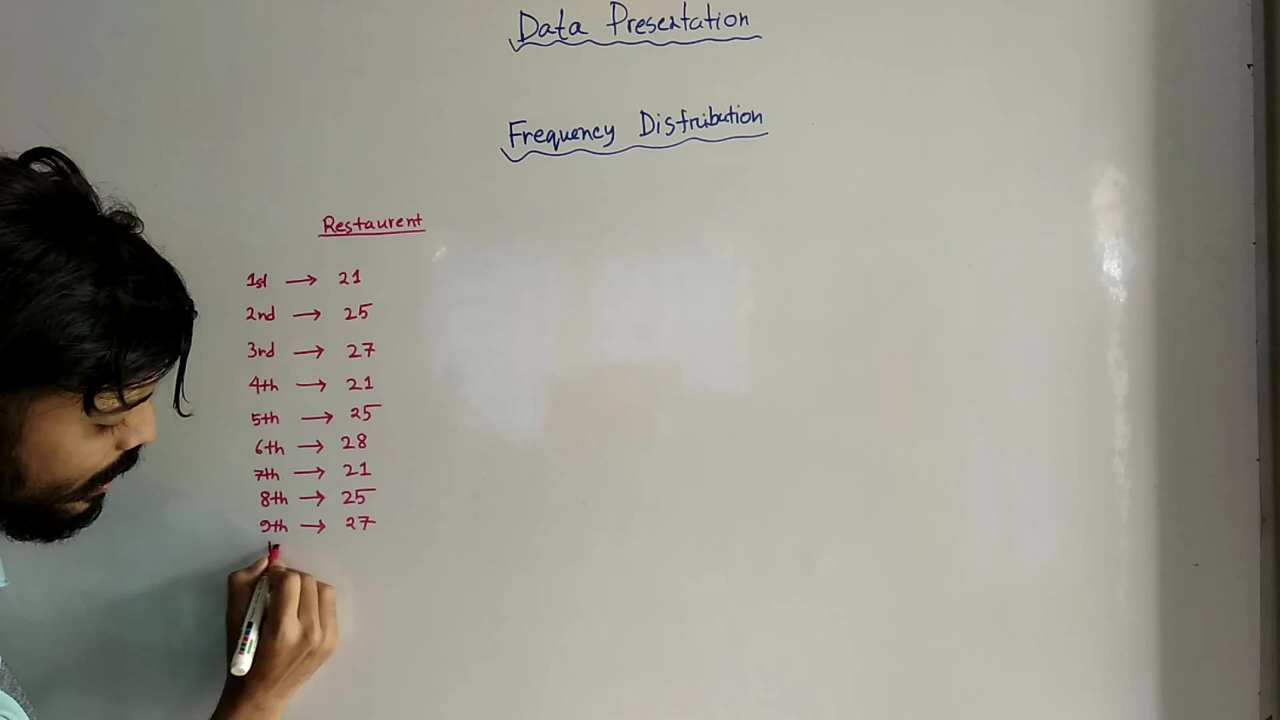 Data Presentation
Frequency Distribution
Restaurent
1st → 21
2nd → 25
3rd → 27
4th → 21
5th → 25
6th → 28
7th → 21
8th → 25
9th → 27